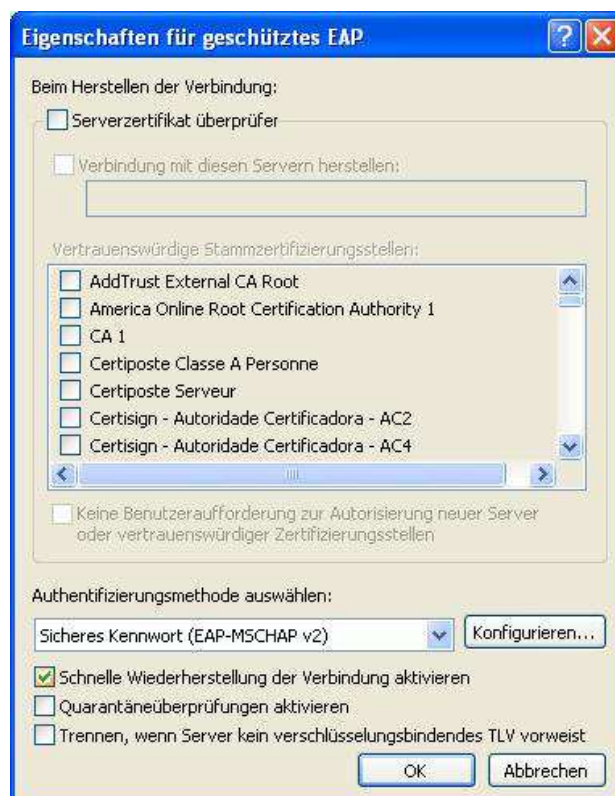 Eigenschaften für geschütztes EAP
Beim Herstellen der Verbindung:
Serverzertifikat überprüfer
Verbindung mit diesen Servern herstellen:
Vertrauenswürdige Stammzertifizierungsstellen:
AddTrust External CA Root
America Online Root Certification Authority 1
CA 1
Certiposte Classe A Personne
Certiposte Serveur
Certisign - Autoridade Certificadora - AC2
Certisign - Autoridade Certificadora - AC4
Keine Benutzeraufforderung zur Autorisierung neuer Server
oder vertrauenswürdiger Zertifizierungsstellen
Authentifizierungsmethode auswählen:
Sicheres Kennwort (EAP-MSCHAP v2)
Konfigurieren...
Schnelle Wiederherstellung der Verbindung aktivieren
Quarantäneüberprüfungen aktivieren
Trennen, wenn Server kein verschlüsselungsbindendes TLV vorweist
OK
Abbrechen